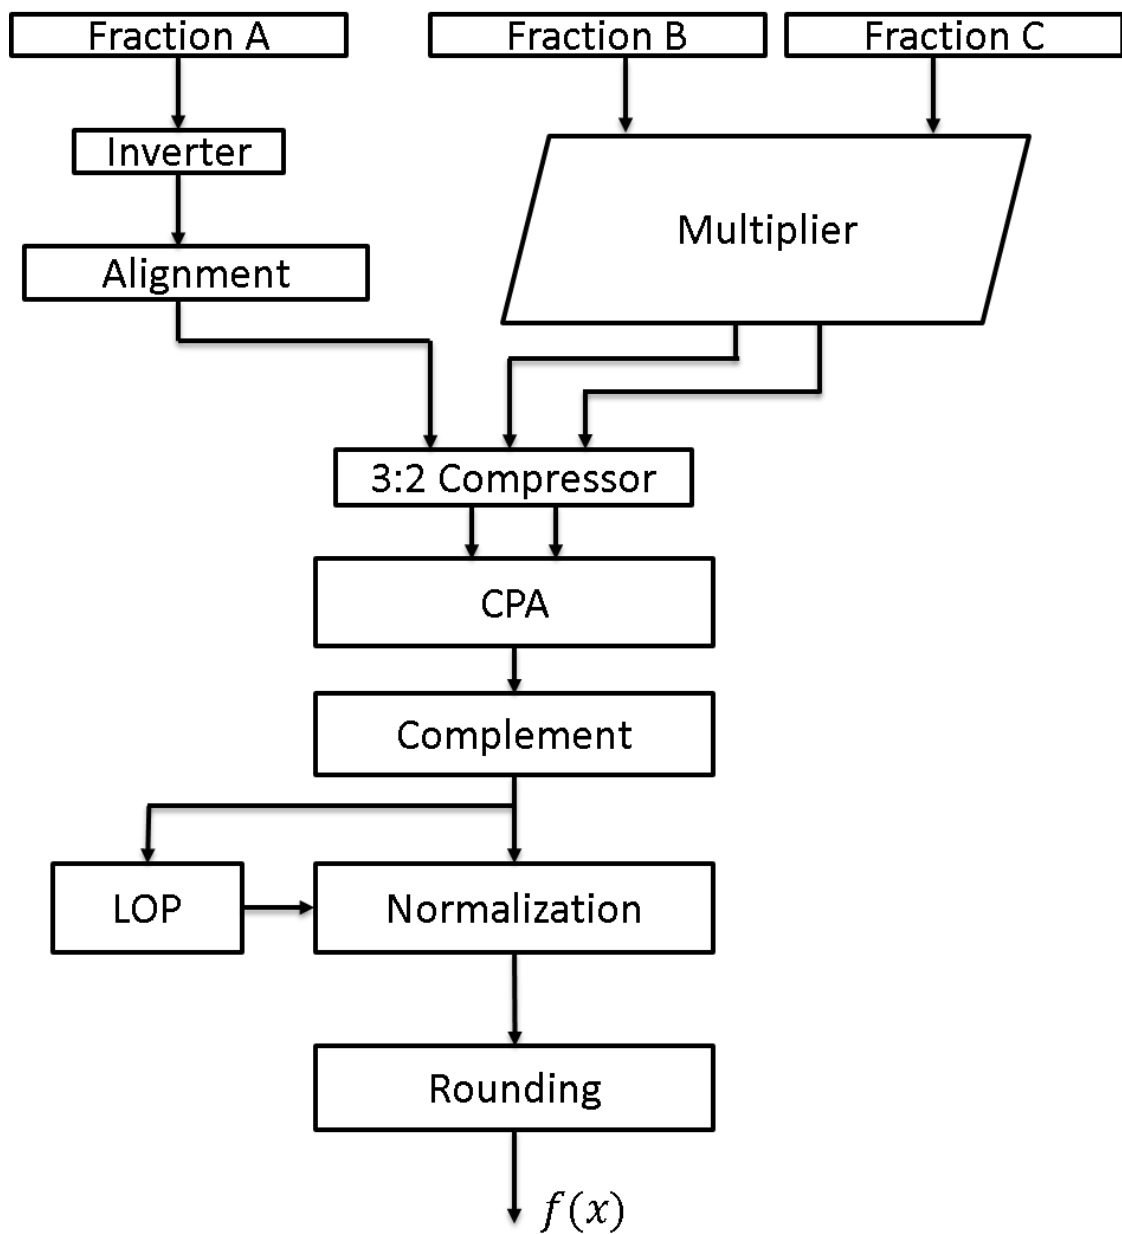 Fraction A
Fraction B
Fraction C
Inverter
Multiplier
Alignment
3:2 Compressor
CPA
Complement
LOP
Normalization
Rounding
f(x)